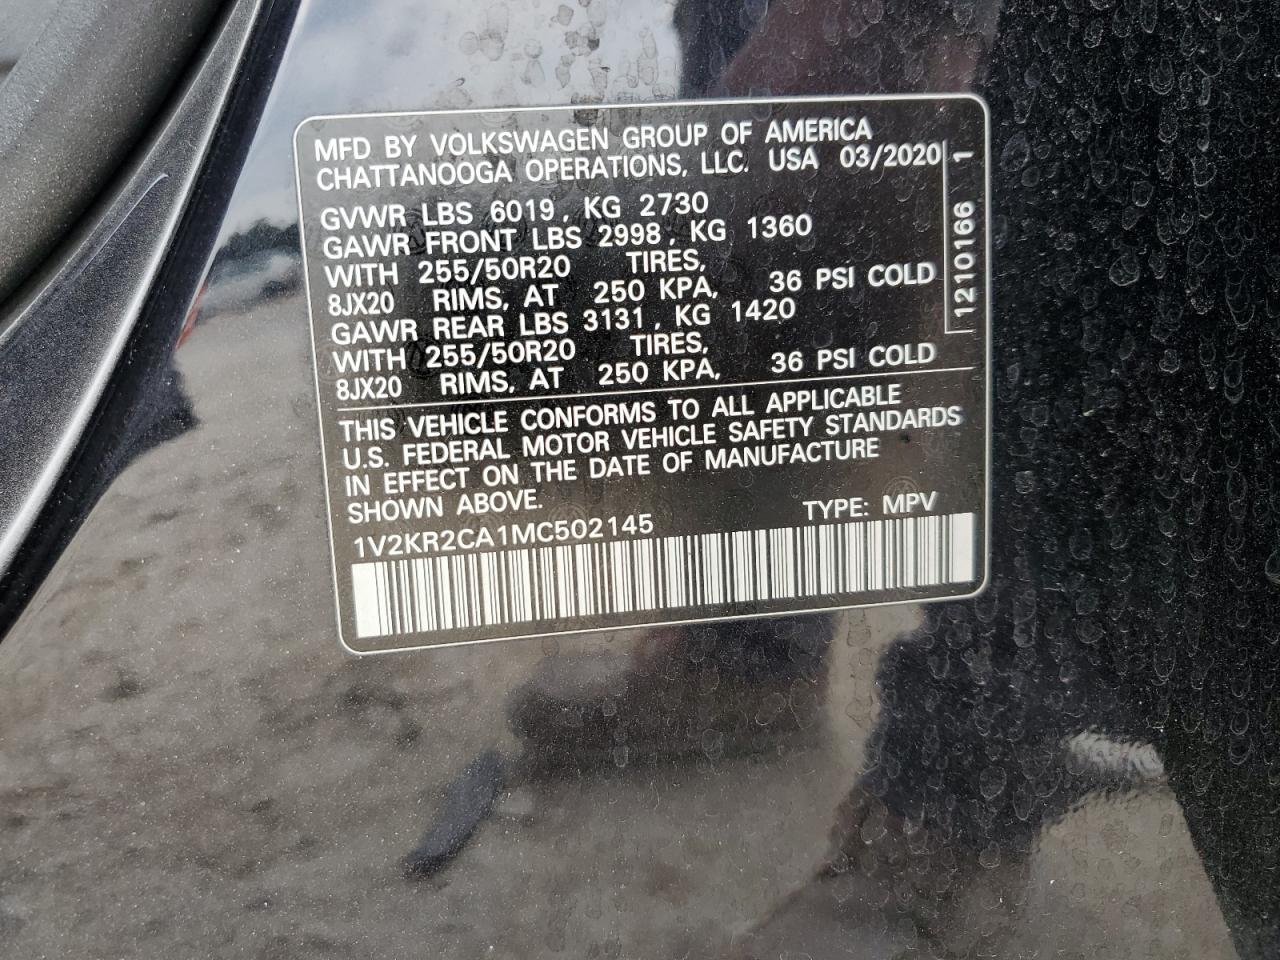 MFD BY VOLKSWAGEN GROUP OF AMERICA
CHATTANOOGA OPERATIONS, LLC. USA 03/2020
GVWR LBS 6019, KG 2730
GAWR FRONT LBS 2998, KG 1360
WITH 255/50R20 TIRES,
8JX20 RIMS, AT 250 KPA, 36 PSI COLD
GAWR REAR LBS 3131, KG 1420
WITH 255/50R20 TIRES,
8JX20 RIMS, AT 250 KPA, 36 PSI COLD
THIS VEHICLE CONFORMS TO ALL APPLICABLE
U.S. FEDERAL MOTOR VEHICLE SAFETY STANDARDS
IN EFFECT ON THE DATE OF MANUFACTURE
SHOWN ABOVE.
1V2KR2CA1MC502145 TYPE: MPV
1210166 1